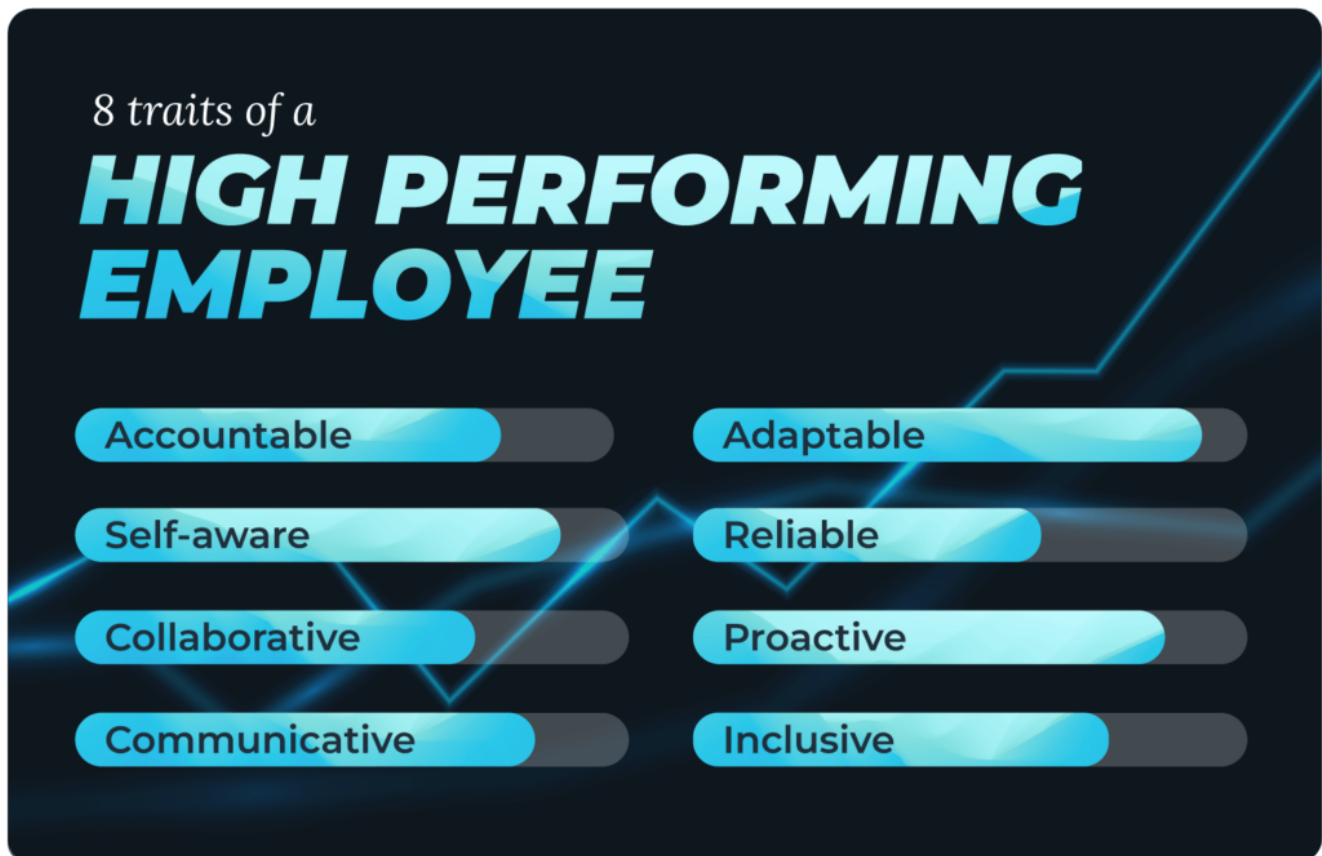 8 traits of a
HIGH PERFORMING
EMPLOYEE
Accountable
Adaptable
Self-aware
Reliable
Collaborative
Proactive
Communicative
Inclusive